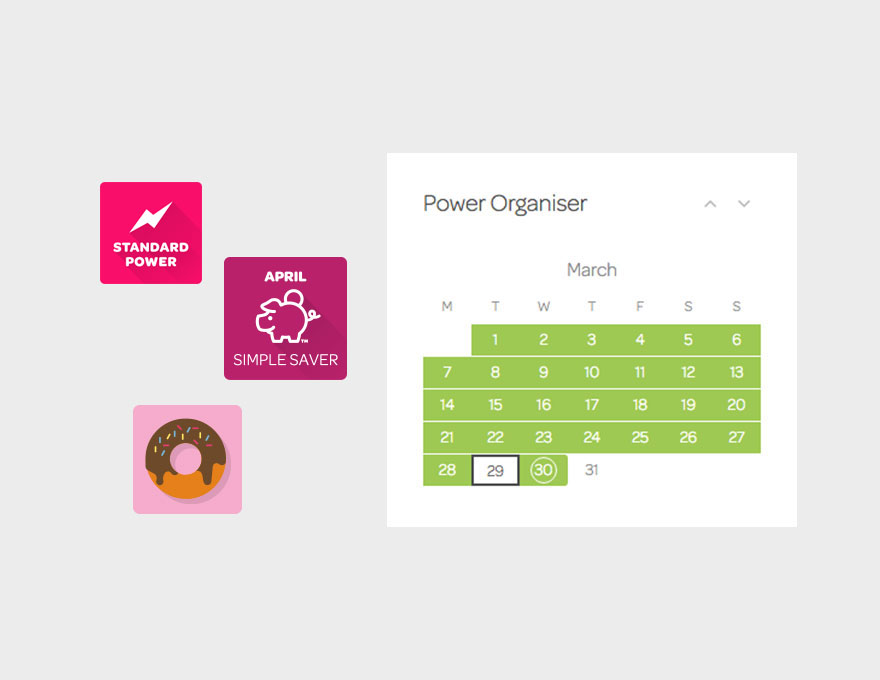 STANDARD
POWER
APRIL
TM
SIMPLE SAVER
Power Organiser
March
M T W T F S S
1 2 3 4 5 6
7 8 9 10 11 12 13
14 15 16 17 18 19 20
21 22 23 24 25 26 27
28 29 30 31